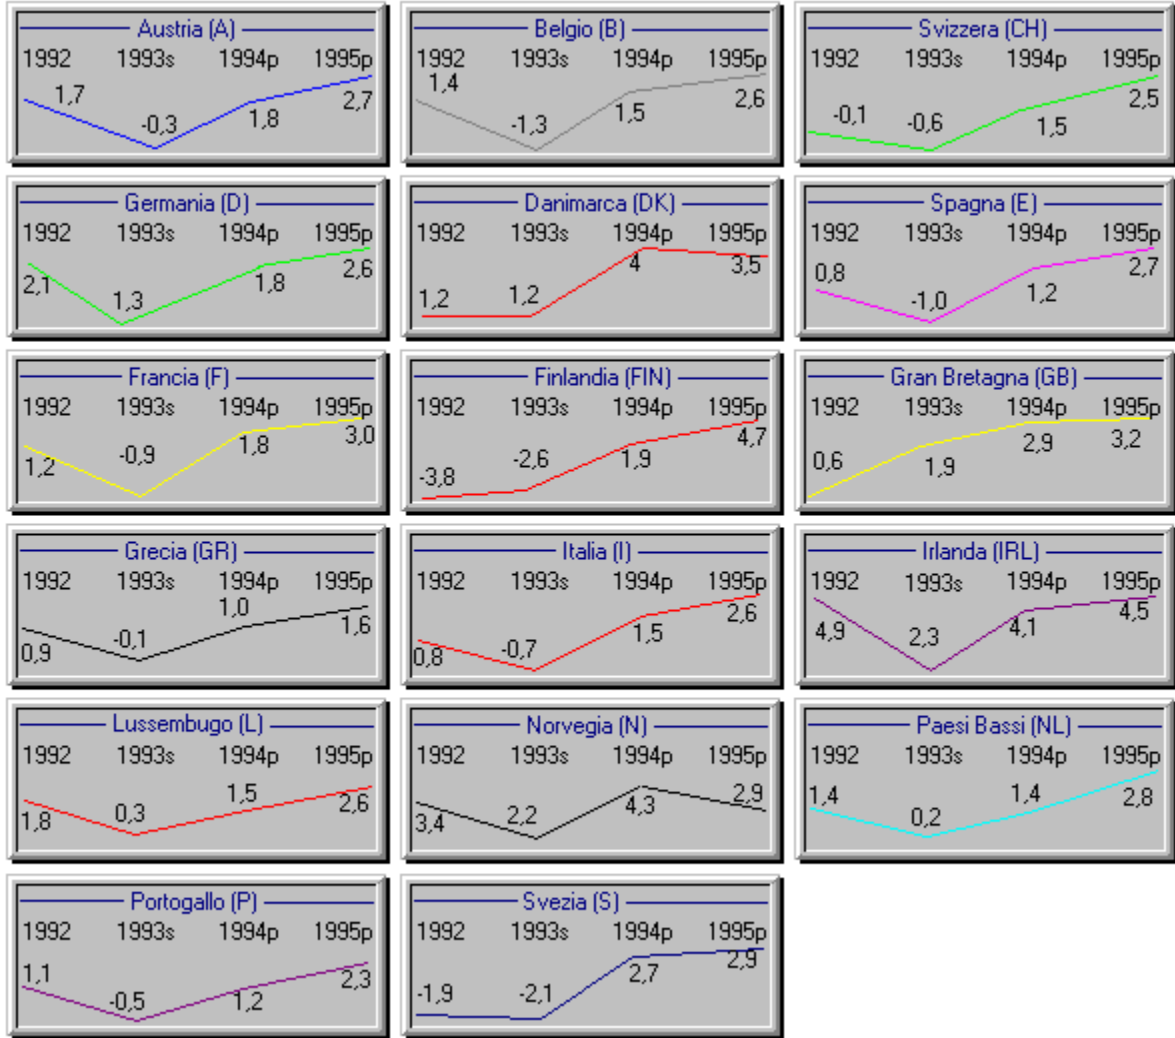 Austria (A)
1992 1993s 1994p 1995p
1,7 -0,3 1,8 2,7
Belgio (B)
1992 1993s 1994p 1995p
1,4 -1,3 1,5 2,6
Svizzera (CH)
1992 1993s 1994p 1995p
-0,1 -0,6 1,5 2,5
Germania (D)
1992 1993s 1994p 1995p
2,1 1,3 1,8 2,6
Danimarca (DK)
1992 1993s 1994p 1995p
1,2 1,2 4 3,5
Spagna (E)
1992 1993s 1994p 1995p
0,8 -1,0 1,2 2,7
Francia (F)
1992 1993s 1994p 1995p
1,2 -0,9 1,8 3,0
Finlandia (FIN)
1992 1993s 1994p 1995p
-3,8 -2,6 1,9 4,7
Gran Bretagna (GB)
1992 1993s 1994p 1995p
0,6 1,9 2,9 3,2
Grecia (GR)
1992 1993s 1994p 1995p
0,9 -0,1 1,0 1,6
Italia (I)
1992 1993s 1994p 1995p
0,8 -0,7 1,5 2,6
Irlanda (IRL)
1992 1993s 1994p 1995p
4,9 2,3 4,1 4,5
Lussembugo (L)
1992 1993s 1994p 1995p
1,8 0,3 1,5 2,6
Norvegia (N)
1992 1993s 1994p 1995p
3,4 2,2 4,3 2,9
Paesi Bassi (NL)
1992 1993s 1994p 1995p
1,4 0,2 1,4 2,8
Portogallo (P)
1992 1993s 1994p 1995p
1,1 -0,5 1,2 2,3
Svezia (S)
1992 1993s 1994p 1995p
-1,9 -2,1 2,7 2,9